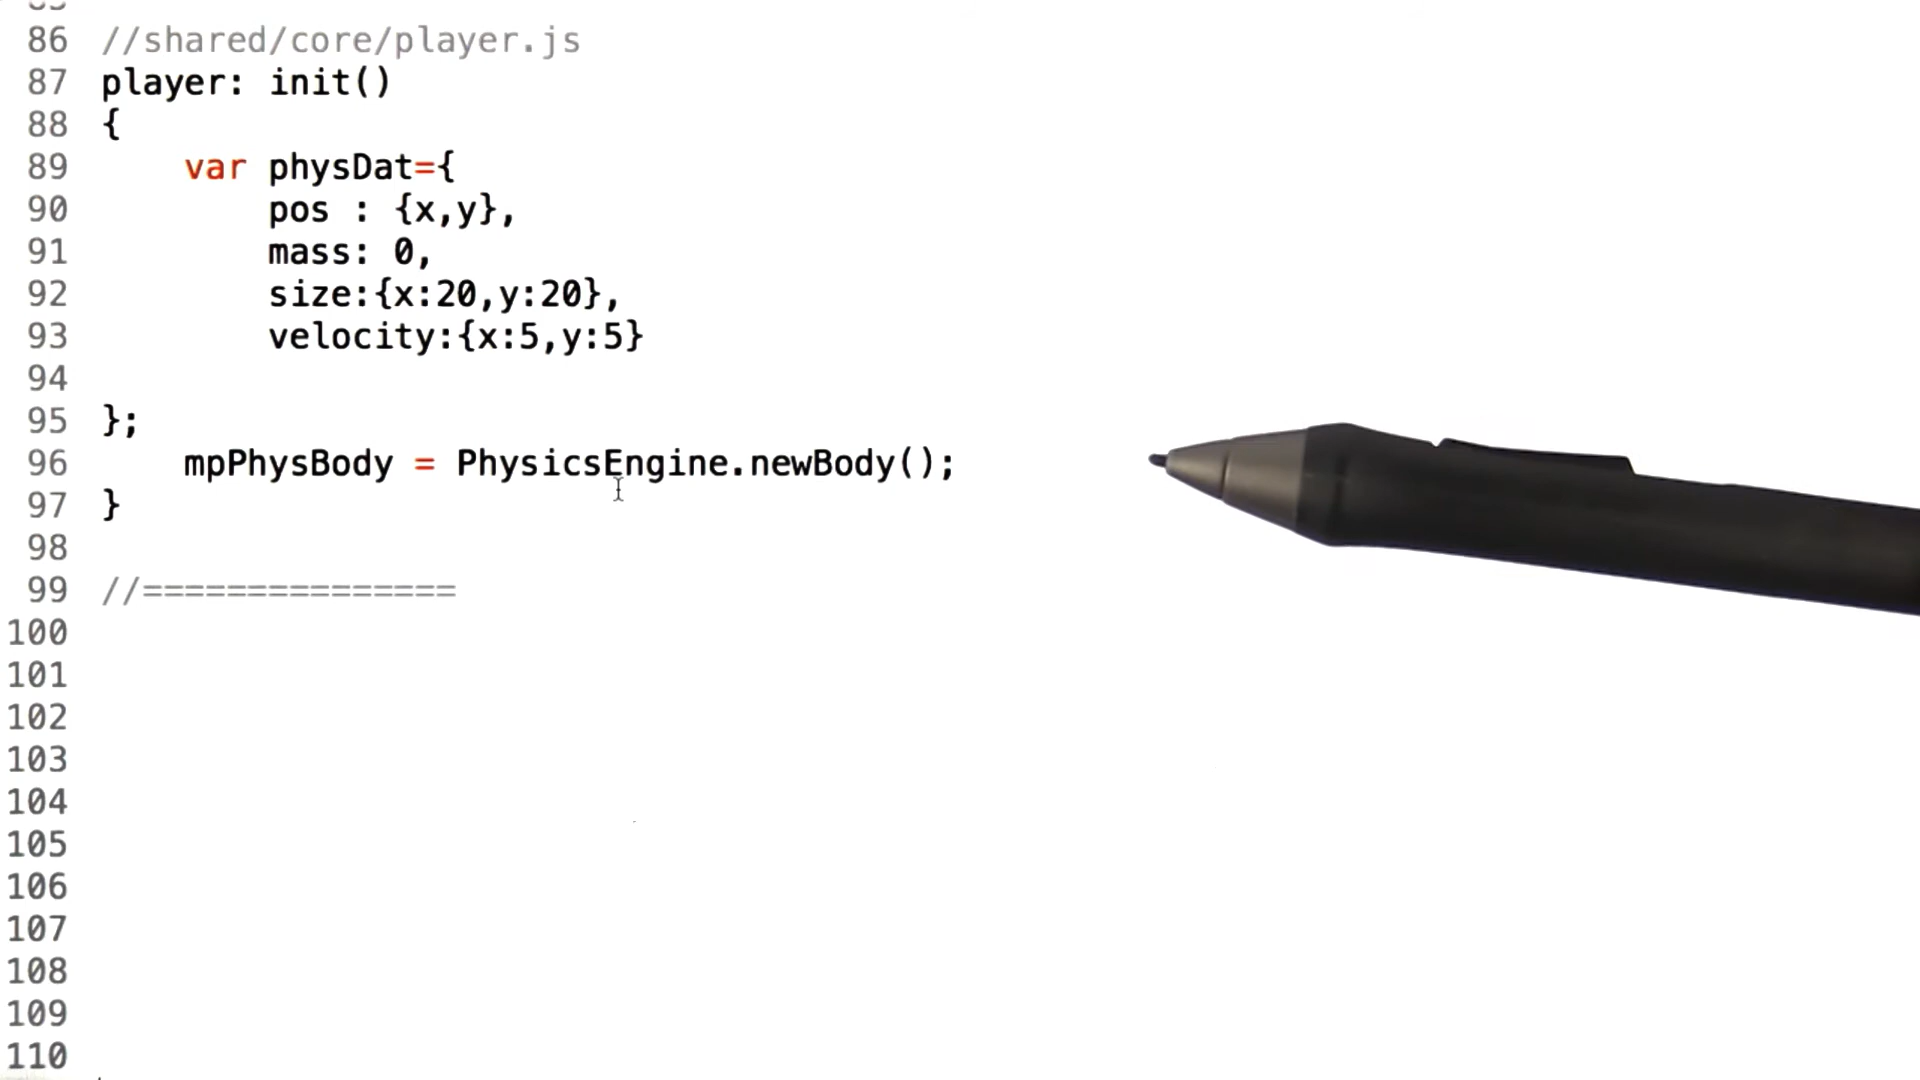 86 //shared/core/player.js
87 player: init()
88 {
89 var physDat={
90 pos : {x,y},
91 mass: 0,
92 size:{x:20,y:20},
93 velocity:{x:5,y:5}
94
95 };
96 mpPhysBody = PhysicsEngine.newBody();
97 }
98
99 //===============
100
101
102
103
104
105
106
107
108
109
110